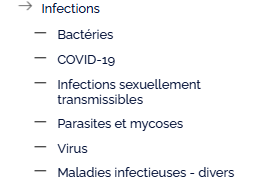 → Infections
— Bactéries
— COVID-19
— Infections sexuellement
transmissibles
— Parasites et mycoses
— Virus
— Maladies infectieuses - divers